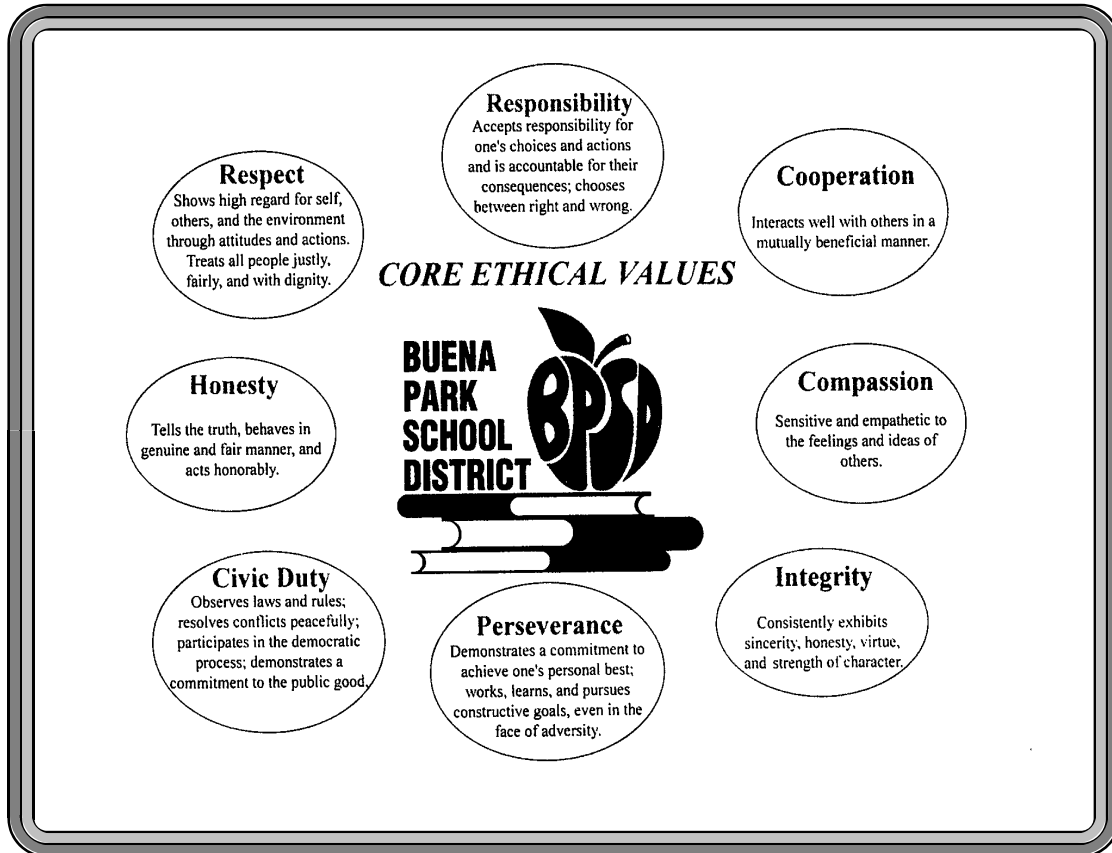 Responsibility
Accepts responsibility for
one's choices and actions
and is accountable for their
consequences; chooses
between right and wrong.
Respect
Shows high regard for self,
others, and the environment
through attitudes and actions.
Treats all people justly,
fairly, and with dignity.
Cooperation
Interacts well with others in a
mutually beneficial manner.
CORE ETHICAL VALUES
BUENA
PARK
SCHOOL
DISTRICT
BPSD
Honesty
Tells the truth, behaves in
genuine and fair manner, and
acts honorably.
Compassion
Sensitive and empathetic to
the feelings and ideas of
others.
Civic Duty
Observes laws and rules;
resolves conflicts peacefully;
participates in the democratic
process; demonstrates a
commitment to the public good.
Perseverance
Demonstrates a commitment to
achieve one's personal best;
works, learns, and pursues
constructive goals, even in the
face of adversity.
Integrity
Consistently exhibits
sincerity, honesty, virtue,
and strength of character.